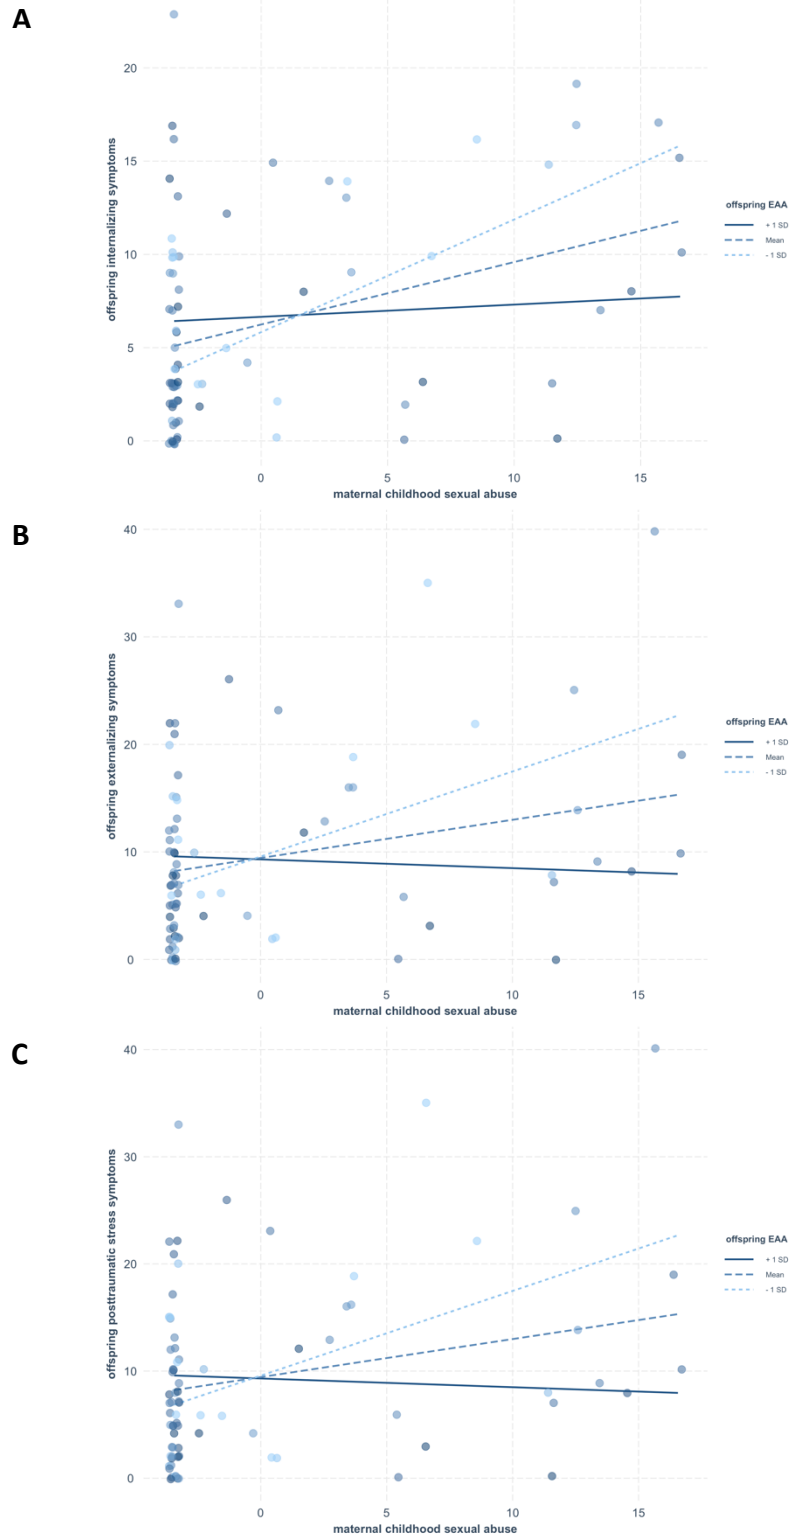 A
20
15
10
5
0
offspring internalizing symptoms
0 5 10 15
maternal childhood sexual abuse
offspring EAA
+ 1 SD
Mean
- 1 SD
B
40
30
20
10
0
offspring externalizing symptoms
0 5 10 15
maternal childhood sexual abuse
offspring EAA
+ 1 SD
Mean
- 1 SD
C
40
30
20
10
0
offspring posttraumatic stress symptoms
0 5 10 15
maternal childhood sexual abuse
offspring EAA
+ 1 SD
Mean
- 1 SD